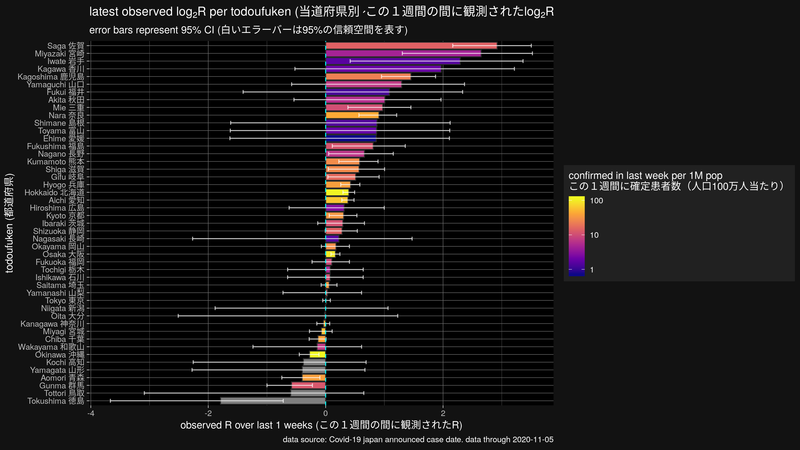 latest observed log2R per todoufuken (当道府県別 この１週間の間に観測されたlog2R
error bars represent 95% CI (白いエラーバーは95%の信頼空間を表す)
todoufuken (都道府県)
Saga 佐賀
Miyazaki 宮崎
Iwate 岩手
Kagawa 香川
Kagoshima 鹿児島
Yamaguchi 山口
Fukui 福井
Akita 秋田
Mie 三重
Nara 奈良
Shimane 島根
Toyama 富山
Ehime 愛媛
Fukushima 福島
Nagano 長野
Kumamoto 熊本
Shiga 滋賀
Gifu 岐阜
Hyogo 兵庫
Hokkaido 北海道
Aichi 愛知
Hiroshima 広島
Kyoto 京都
Ibaraki 茨城
Shizuoka 静岡
Nagasaki 長崎
Okayama 岡山
Osaka 大阪
Fukuoka 福岡
Tochigi 栃木
Ishikawa 石川
Saitama 埼玉
Yamanashi 山梨
Tokyo 東京
Niigata 新潟
Oita 大分
Kanagawa 神奈川
Miyagi 宮城
Chiba 千葉
Wakayama 和歌山
Okinawa 沖縄
Kochi 高知
Yamagata 山形
Aomori 青森
Gunma 群馬
Tottori 鳥取
Tokushima 徳島
-4 -2 0 2
observed R over last 1 weeks (この１週間の間に観測されたR)
data source: Covid-19 japan announced case date. data through 2020-11-05
confirmed in last week per 1M pop
この１週間に確定患者数（人口100万人当たり）
100
10
1